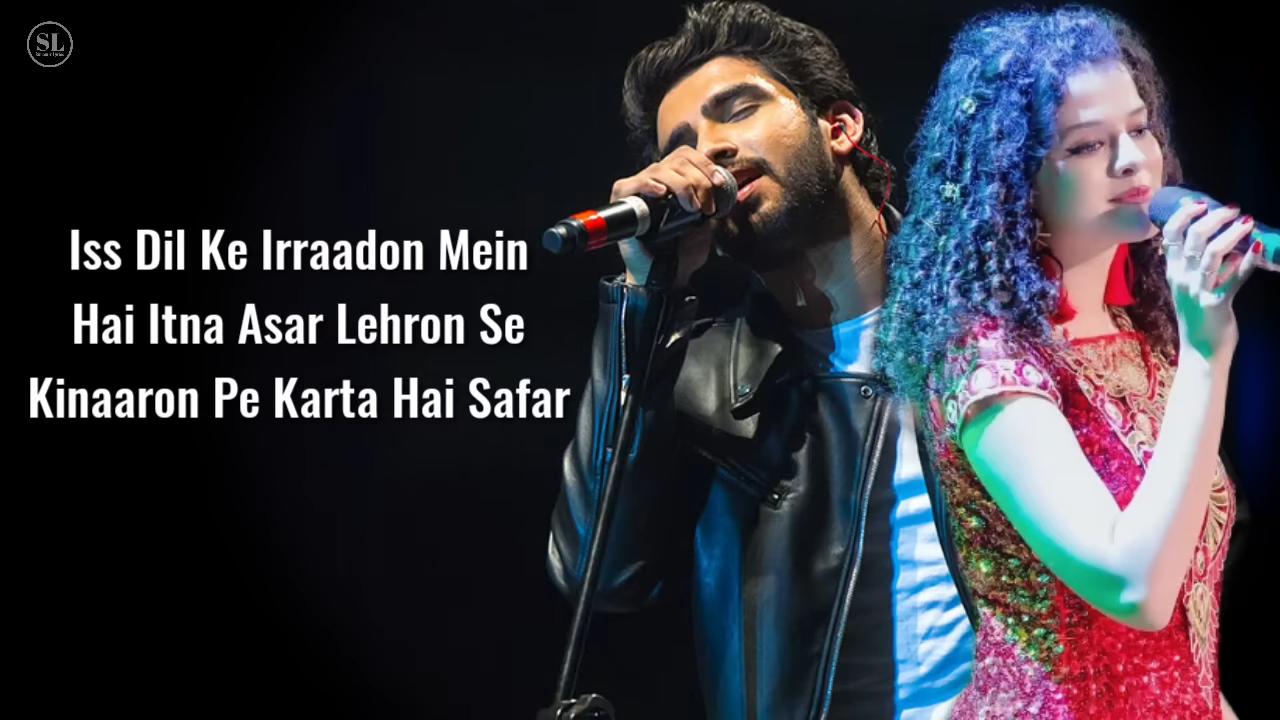 SL
Iss Dil Ke Irraadon Mein
Hai Itna Asar Lehron Se
Kinaaron Pe Karta Hai Safar